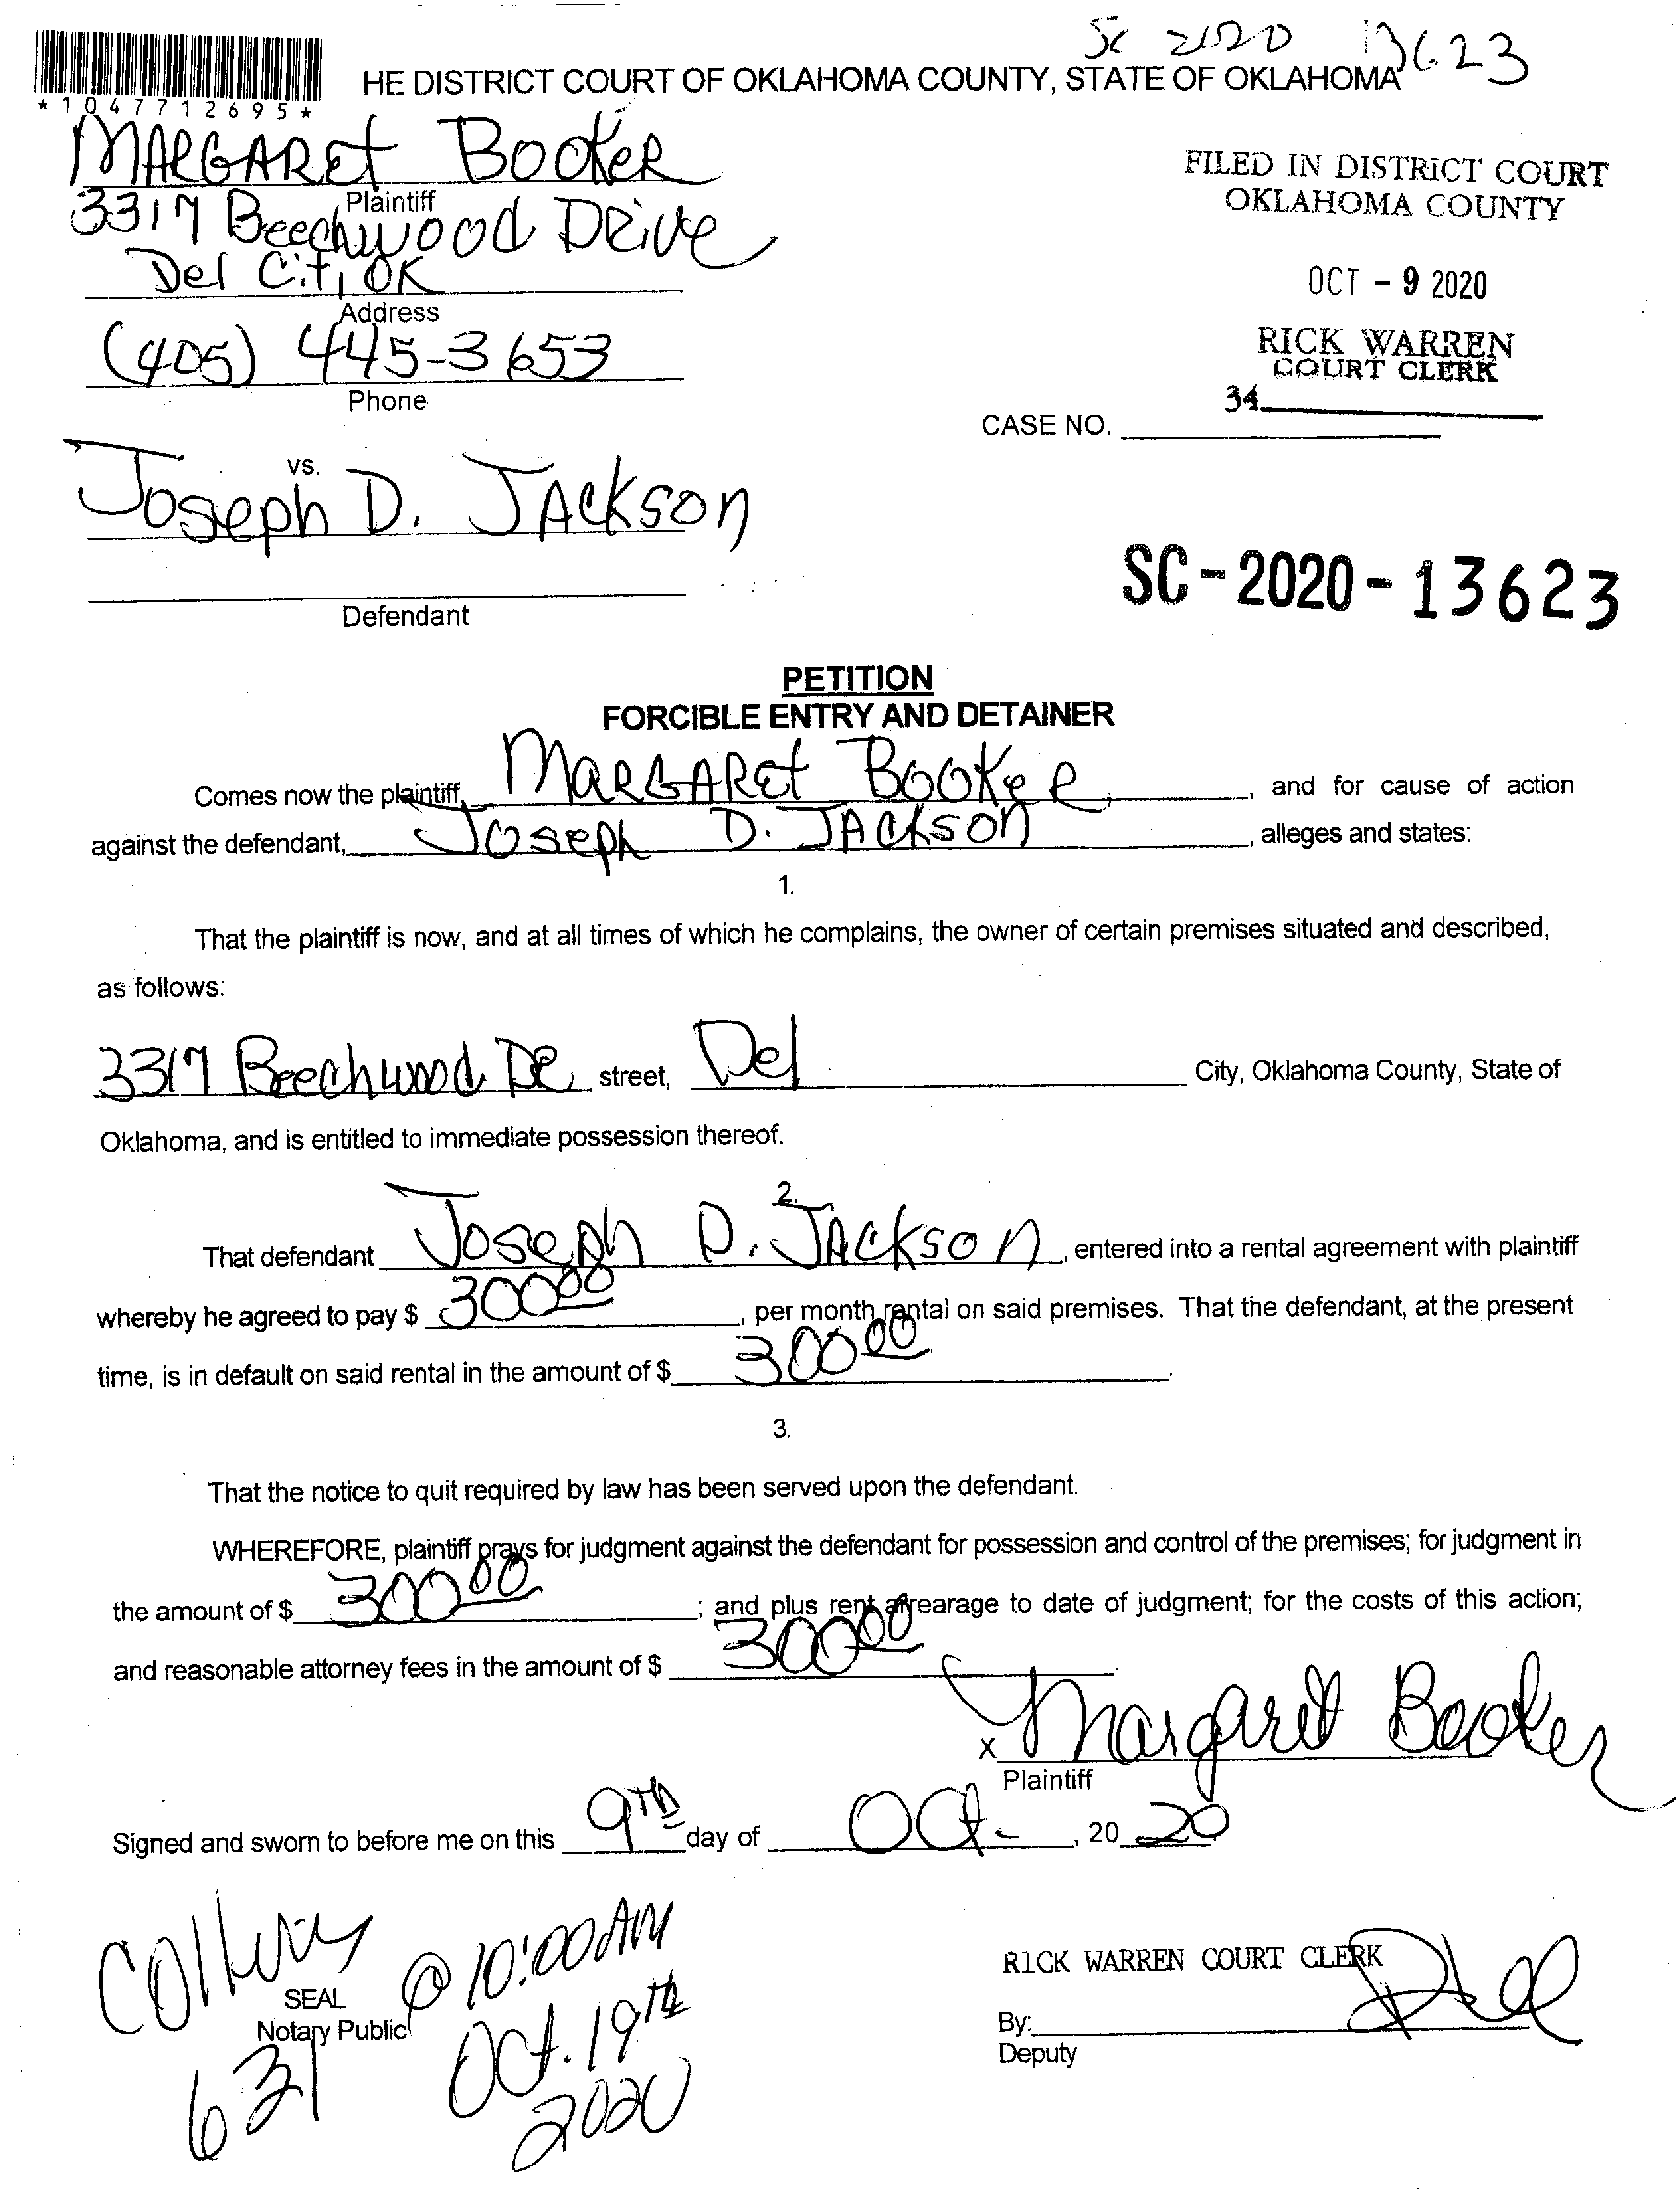 SC 2020 13623
HE DISTRICT COURT OF OKLAHOMA COUNTY, STATE OF OKLAHOMA
*1047712695*
MARGARET BOOKER
Plaintiff
3317 Beechwood DRive
Del City OK
Address
(405) 445-3653
Phone
FILED IN DISTRICT COURT
OKLAHOMA COUNTY
OCT - 9 2020
RICK WARREN
COURT CLERK
34
CASE NO.
vs.
Joseph D. JAckson
Defendant
SC-2020-13623
PETITION
FORCIBLE ENTRY AND DETAINER
Comes now the plaintiff, MARGARet BOOKeR, and for cause of action
against the defendant, Joseph D. JAckson, alleges and states:
1.
That the plaintiff is now, and at all times of which he complains, the owner of certain premises situated and described,
as follows:
3317 Beechwood DR street, Del City, Oklahoma County, State of
Oklahoma, and is entitled to immediate possession thereof.
2.
That defendant Joseph D. JAckson, entered into a rental agreement with plaintiff
whereby he agreed to pay $ 300.00, per month rental on said premises. That the defendant, at the present
time, is in default on said rental in the amount of $ 300.00.
3.
That the notice to quit required by law has been served upon the defendant.
WHEREFORE, plaintiff prays for judgment against the defendant for possession and control of the premises; for judgment in
the amount of $ 300.00; and plus rent arrearage to date of judgment; for the costs of this action;
and reasonable attorney fees in the amount of $ 300.00.
x Margaret Booker
Plaintiff
Signed and sworn to before me on this 9TH day of Oct-, 2020
@ 10:00 AM
SEAL
Notary Public
631
Oct. 19th
2020
RICK WARREN COURT CLERK
By:
Deputy